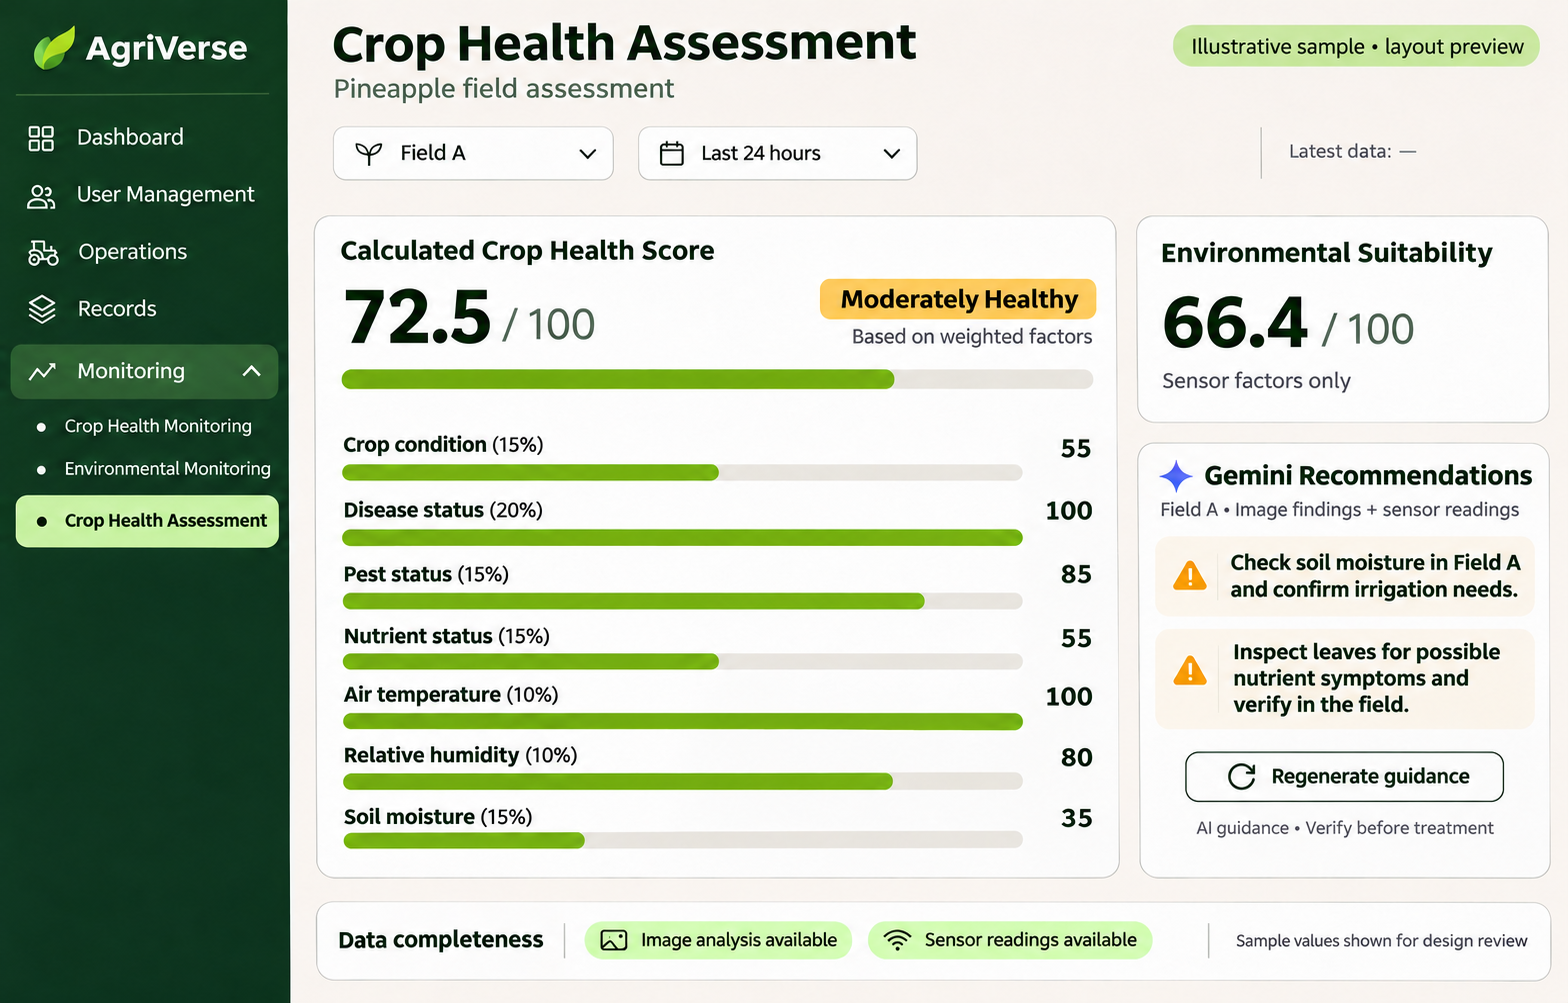 AgriVerse
Dashboard
User Management
Operations
Records
Monitoring
Crop Health Monitoring
Environmental Monitoring
Crop Health Assessment
Crop Health Assessment
Illustrative sample • layout preview
Pineapple field assessment
Field A
Last 24 hours
Latest data: —
Calculated Crop Health Score
72.5 / 100
Moderately Healthy
Based on weighted factors
Crop condition (15%)
55
Disease status (20%)
100
Pest status (15%)
85
Nutrient status (15%)
55
Air temperature (10%)
100
Relative humidity (10%)
80
Soil moisture (15%)
35
Environmental Suitability
66.4 / 100
Sensor factors only
Gemini Recommendations
Field A • Image findings + sensor readings
Check soil moisture in Field A
and confirm irrigation needs.
Inspect leaves for possible
nutrient symptoms and
verify in the field.
Regenerate guidance
AI guidance • Verify before treatment
Data completeness
Image analysis available
Sensor readings available
Sample values shown for design review